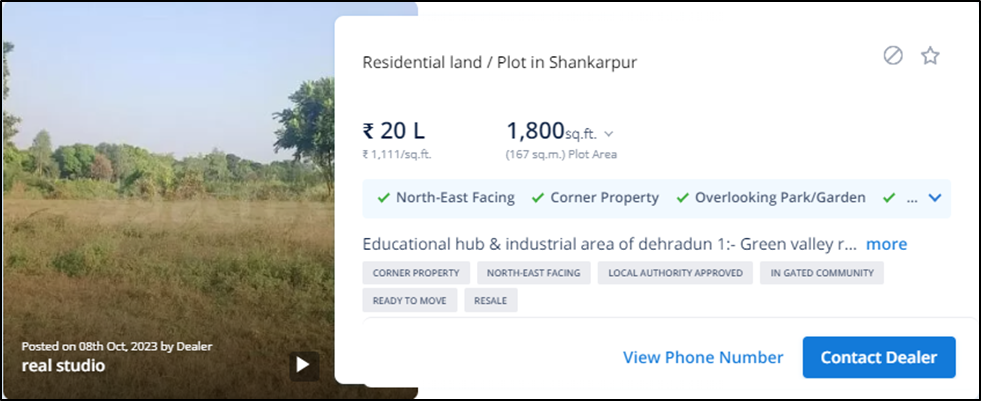 Residential land / Plot in Shankarpur
₹ 20 L
₹ 1,111/sq.ft.
1,800sq.ft.
(167 sq.m.) Plot Area
North-East Facing Corner Property Overlooking Park/Garden ...
Educational hub & industrial area of dehradun 1:- Green valley r... more
CORNER PROPERTY NORTH-EAST FACING LOCAL AUTHORITY APPROVED IN GATED COMMUNITY
READY TO MOVE RESALE
Posted on 08th Oct, 2023 by Dealer
real studio
View Phone Number Contact Dealer